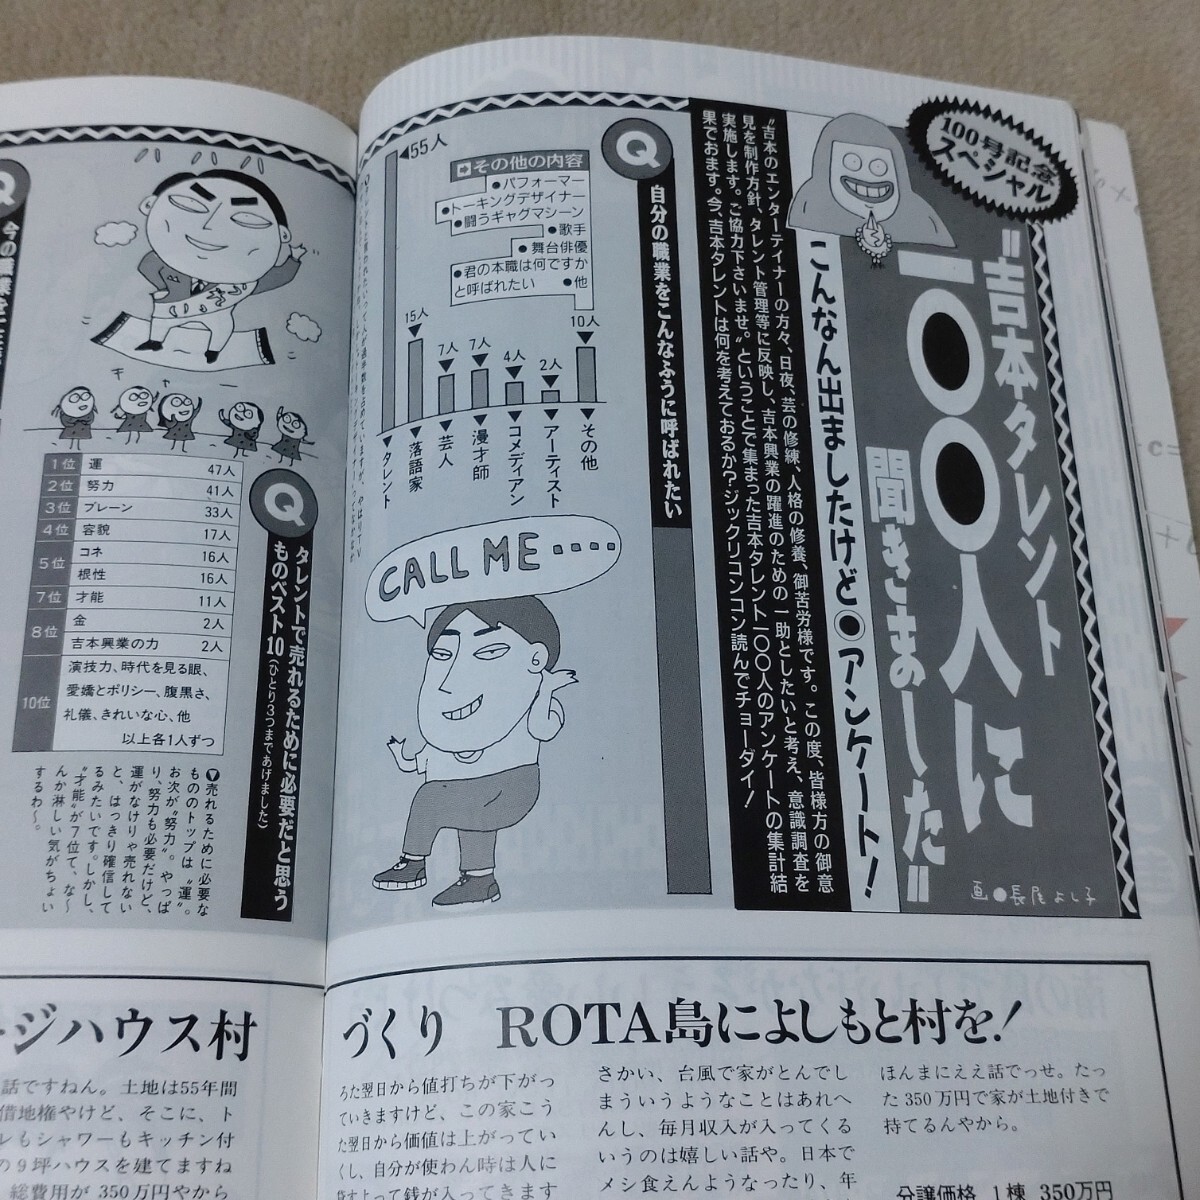 100号記念
スペシャル
"吉本タレント
一〇〇人に
聞きました"
こんなん出ましたけど●アンケート!
画●長尾よし子
"吉本のエンターテイナーの方々、日夜、芸の修練、人格の修養、御苦労様です。この度、皆様方の御意
見を制作方針、タレント管理等に反映し、吉本興業の躍進のための一助としたいと考え、意識調査を
実施します。ご協力下さいませ。"ということで集まった吉本タレント一〇〇人のアンケートの集計結
果でおます。今、吉本タレントは何を考えておるか?ジックリコンコン読んでチョーダイ!
Q
自分の職業をこんなふうに呼ばれたい
55人
その他の内容
●パフォーマー
●トーキングデザイナー
●闘うギャグマシーン
●歌手
●舞台俳優
●君の本職は何ですか
と呼ばれたい
●他
15人
7人
7人
4人
2人
10人
タレント
落語家
芸人
漫才師
コメディアン
アーティスト
その他
CALL ME ‥‥
Q
タレントで売れるために必要だと思う
ものベスト10(ひとり3つまであげました)
1位 運 47人
2位 努力 41人
3位 ブレーン 33人
4位 容貌 17人
5位 コネ 16人
根性 16人
7位 才能 11人
8位 金 2人
吉本興業の力 2人
10位 演技力、時代を見る眼、
愛嬌とポリシー、腹黒さ、
礼儀、きれいな心、他
以上各1人ずつ
▼売れるために必要な
もののトップは"運"。
お次が"努力"。やっぱ
り、努力も必要だけど、
運がなけりゃ売れない
と、はっきり確信して
るみたいです。しかし、
"才能"が7位て、な〜
んか淋しい気がちょい
するわ〜。
Q
づくり ROTA島によしもと村を!
ろた翌日から値打ちが下がっ
ていきますけど、この家こう
た翌日から価値は上がってい
くし、自分が使わん時は人に
貸すよって銭が入ってきます
さかい、台風で家がとんでし
まういうようなことはあれへ
んし、毎月収入が入ってくる
いうのは嬉しい話や。日本で
メシ食えんようなったり、年
ほんまにええ話でっせ。たっ
た350万円で家が土地付きで
持てるんやから。
分譲価格 1棟 350万円
ジハウス村
話ですねん。土地は55年間
借地権やけど、そこに、ト
レもシャワーもキッチン付
の9坪ハウスを建てますね
総費用が 350万円やから